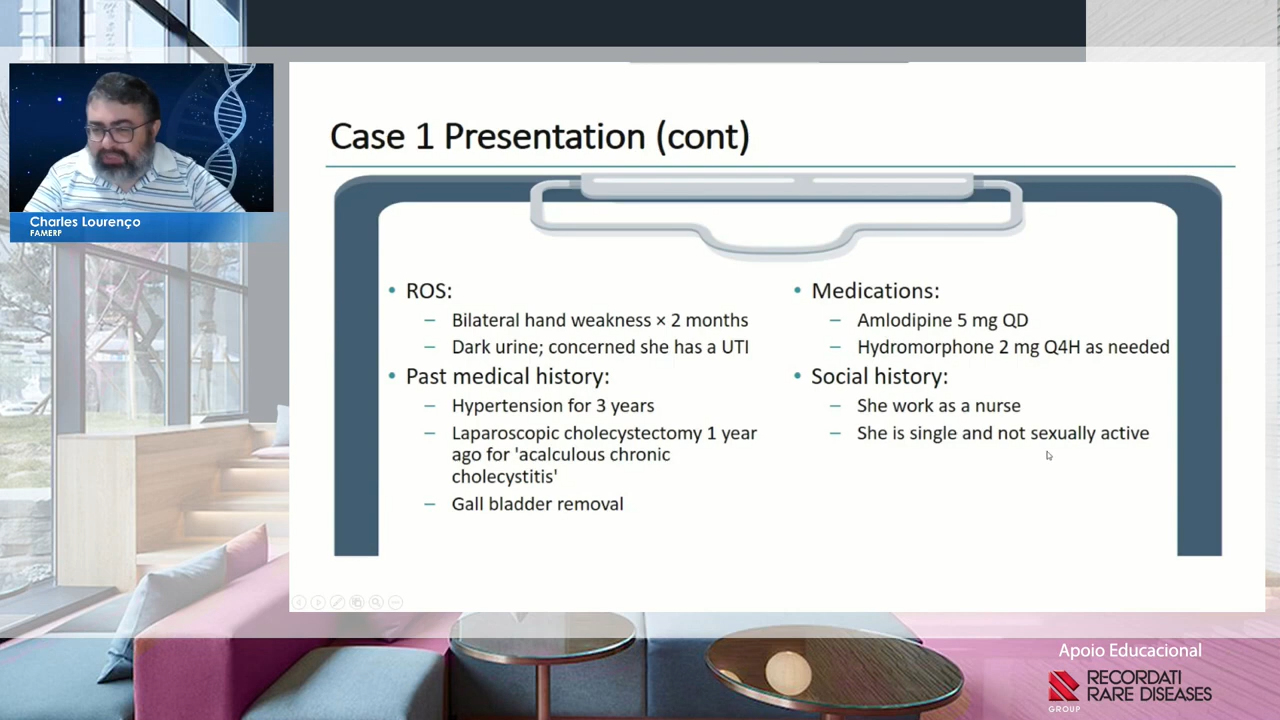 Case 1 Presentation (cont)
• ROS:
– Bilateral hand weakness × 2 months
– Dark urine; concerned she has a UTI
• Past medical history:
– Hypertension for 3 years
– Laparoscopic cholecystectomy 1 year
ago for 'acalculous chronic
cholecystitis'
– Gall bladder removal
• Medications:
– Amlodipine 5 mg QD
– Hydromorphone 2 mg Q4H as needed
• Social history:
– She work as a nurse
– She is single and not sexually active
Charles Lourenço
FAMERP
Apoio Educacional
RECORDATI
RARE DISEASES
GROUP